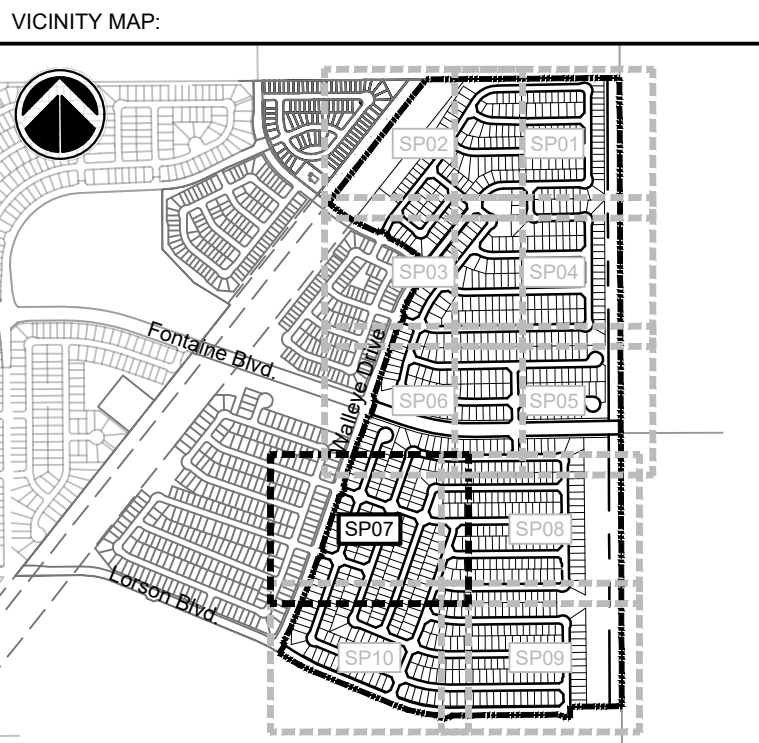 VICINITY MAP:
SP02
SP01
SP03
SP04
Fontaine Blvd.
Walleye Drive
SP06
SP05
SP07
SP08
Lorson Blvd.
SP10
SP09